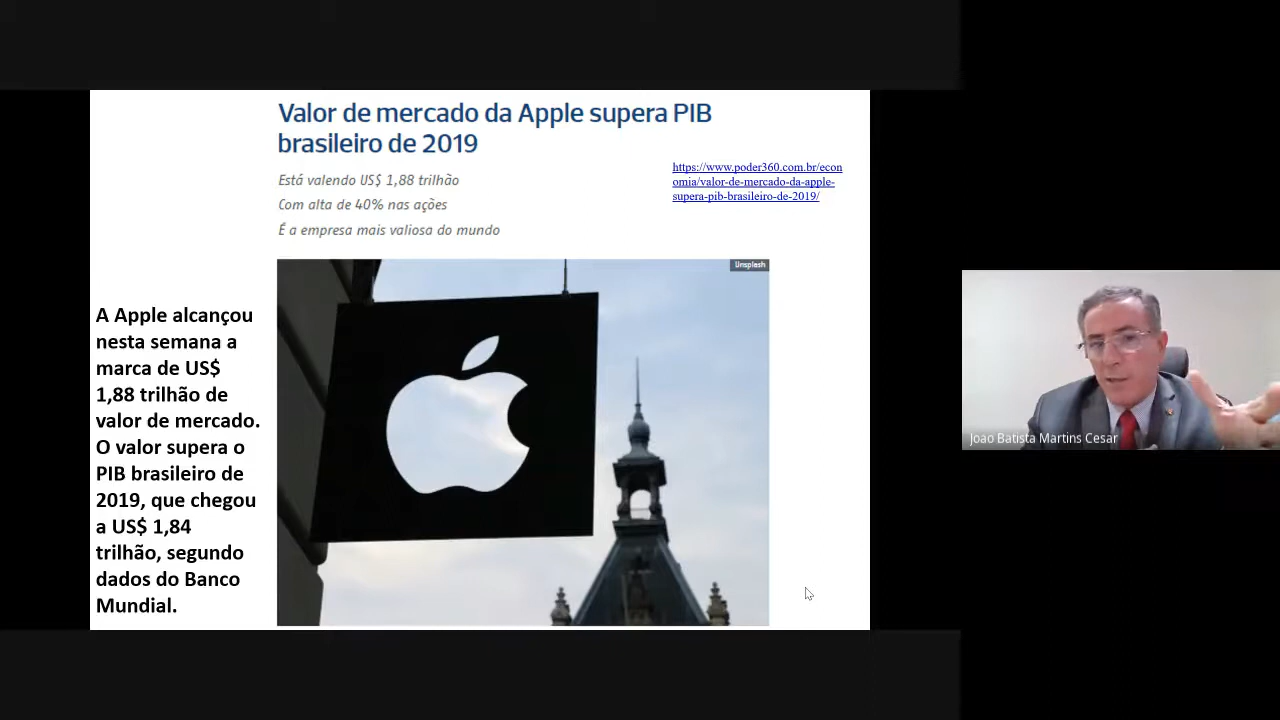 Valor de mercado da Apple supera PIB
brasileiro de 2019
Está valendo US$ 1,88 trilhão
Com alta de 40% nas ações
É a empresa mais valiosa do mundo
https://www.poder360.com.br/econ
omia/valor-de-mercado-da-apple-
supera-pib-brasileiro-de-2019/
Unsplash
A Apple alcançou
nesta semana a
marca de US$
1,88 trilhão de
valor de mercado.
O valor supera o
PIB brasileiro de
2019, que chegou
a US$ 1,84
trilhão, segundo
dados do Banco
Mundial.
Joao Batista Martins Cesar